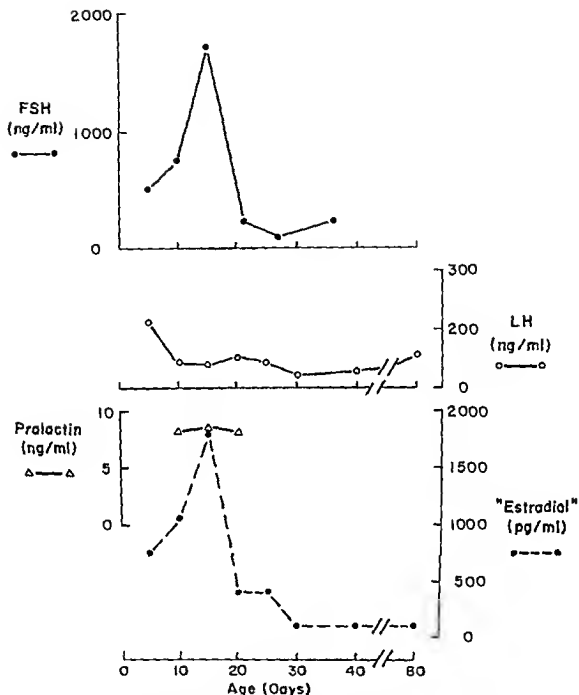 2000
FSH
(ng/ml)
1000
0
300
200
100
0
LH
(ng/ml)
Prolactin
(ng/ml)
10
5
0
2000
1500
1000
500
0
"Estradiol"
(pg/ml)
0 10 20 30 40 80
Age (Days)